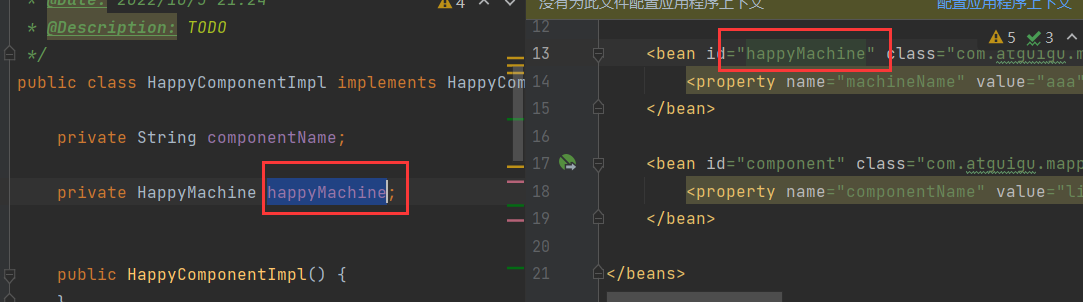 * @Date: 2022/10/5 21:24
* @Description: TODO
*/
public class HappyComponentImpl implements HappyCom
private String componentName;
private HappyMachine happyMachine;
public HappyComponentImpl() {
}
4
没有为此文件配置应用程序上下文 配置应用程序上下文
5 3
12
13 <bean id="happyMachine" class="com.atguigu.ma
14 <property name="machineName" value="aaa"
15 </bean>
16
17 <bean id="component" class="com.atguigu.mapp
18 <property name="componentName" value="li
19 </bean>
20
21 </beans>